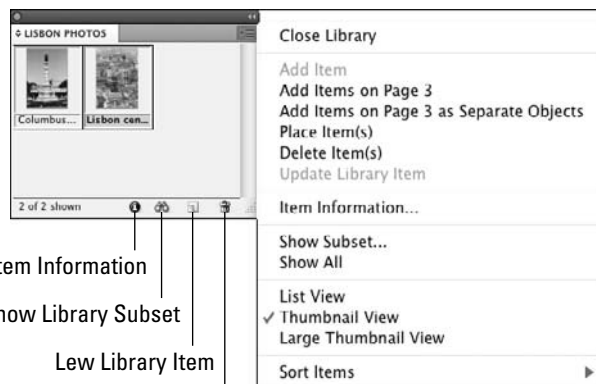 LISBON PHOTOS
Columbus...
Lisbon cen...
2 of 2 shown
tem Information
how Library Subset
Lew Library Item
Close Library
Add Item
Add Items on Page 3
Add Items on Page 3 as Separate Objects
Place Item(s)
Delete Item(s)
Update Library Item
Item Information...
Show Subset...
Show All
List View
✓ Thumbnail View
Large Thumbnail View
Sort Items